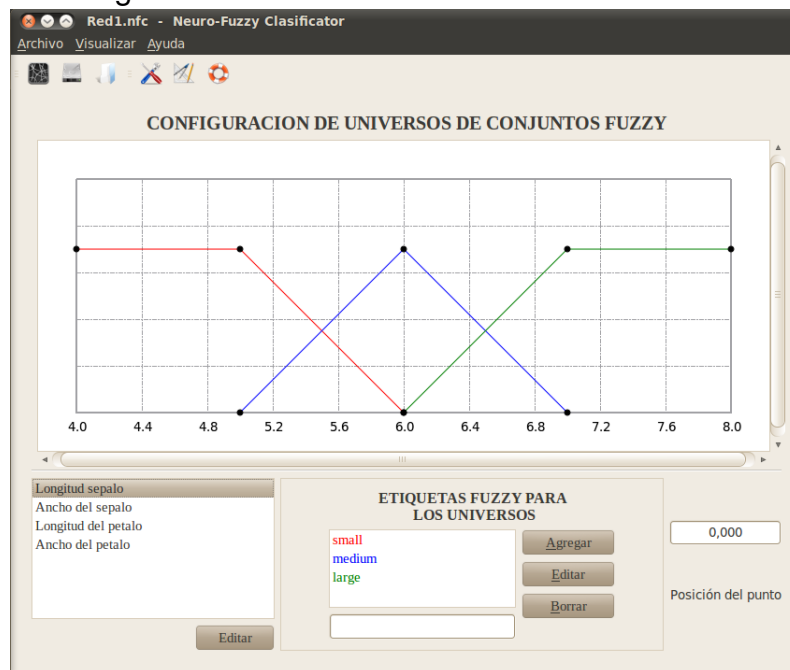 Red1.nfc - Neuro-Fuzzy Clasificator
Archivo Visualizar Ayuda
CONFIGURACION DE UNIVERSOS DE CONJUNTOS FUZZY
4.0 4.4 4.8 5.2 5.6 6.0 6.4 6.8 7.2 7.6 8.0
Longitud sepalo
Ancho del sepalo
Longitud del petalo
Ancho del petalo
Editar
ETIQUETAS FUZZY PARA
LOS UNIVERSOS
small
medium
large
Agregar
Editar
Borrar
0,000
Posición del punto